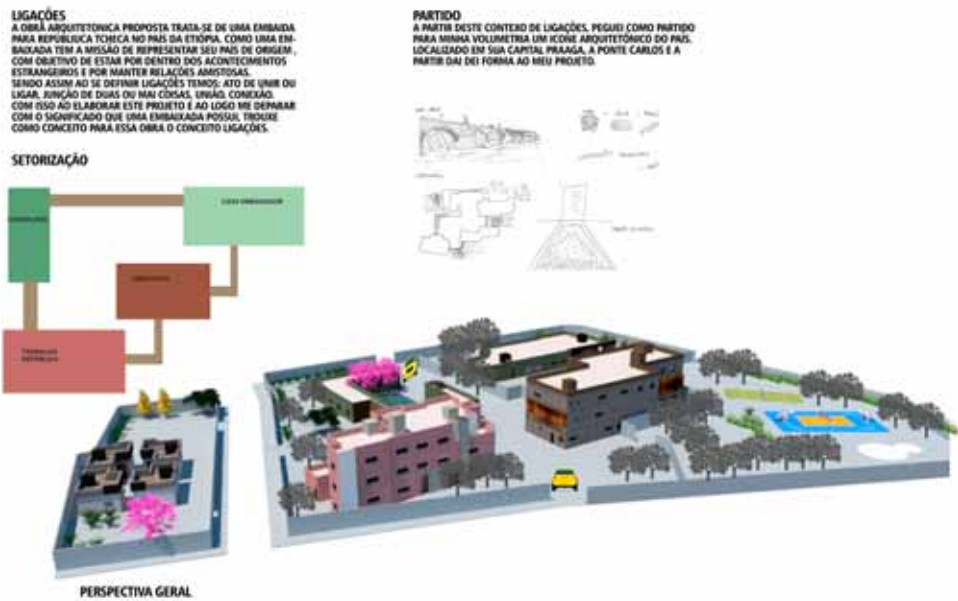 LIGAÇÕES
A OBRA ARQUITETONICA PROPOSTA TRATA-SE DE UMA EMBAIDA
PARA REPÚBLIUCA TCHECA NO PAÍS DA ETIÓPIA. COMO UMA EM-
BAIXADA TEM A MISSÃO DE REPRESENTAR SEU PAÍS DE ORIGEM ,
COM OBJETIVO DE ESTAR POR DENTRO DOS ACONTECIMENTOS
ESTRANGEIROS E POR MANTER RELAÇÕES AMISTOSAS.
SENDO ASSIM AO SE DEFINIR LIGAÇÕES TEMOS: ATO DE UNIR OU
LIGAR, JUNÇÃO DE DUAS OU MAI COISAS, UNIÃO, CONEXÃO.
COM ISSO AO ELABORAR ESTE PROJETO E AO LOGO ME DEPARAR
COM O SIGNIFICADO QUE UMA EMBAIXADA POSSUI, TROUXE
COMO CONCEITO PARA ESSA OBRA O CONCEITO LIGAÇÕES.
PARTIDO
A PARTIR DESTE CONTEXO DE LIGAÇÕES, PEGUEI COMO PARTIDO
PARA MINHA VOLUMETRIA UM ICONE ARQUITETÔNICO DO PAÍS,
LOCALIZADO EM SUA CAPITAL PRAAGA, A PONTE CARLOS E A
PARTIR DAI DEI FORMA AO MEU PROJETO.
SETORIZAÇÃO
CASA EMBAIXADOR
PERSPECTIVA GERAL